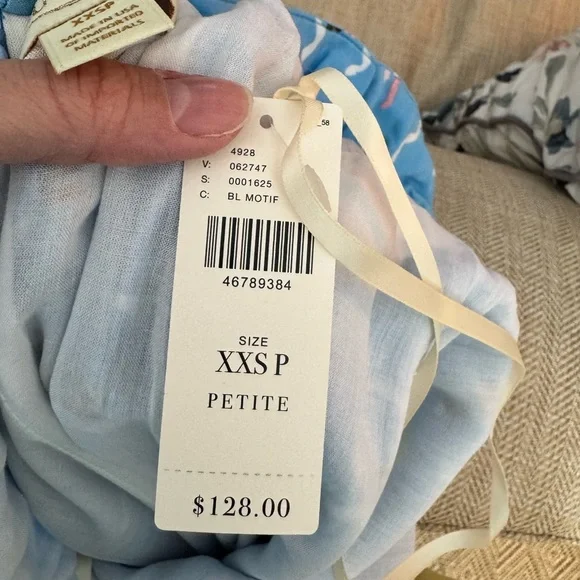 XXSP
MADE IN USA
OF IMPORTED
MATERIALS
58
4928
V: 062747
S: 0001625
C: BL MOTIF
46789384
SIZE
XXS P
PETITE
$128.00